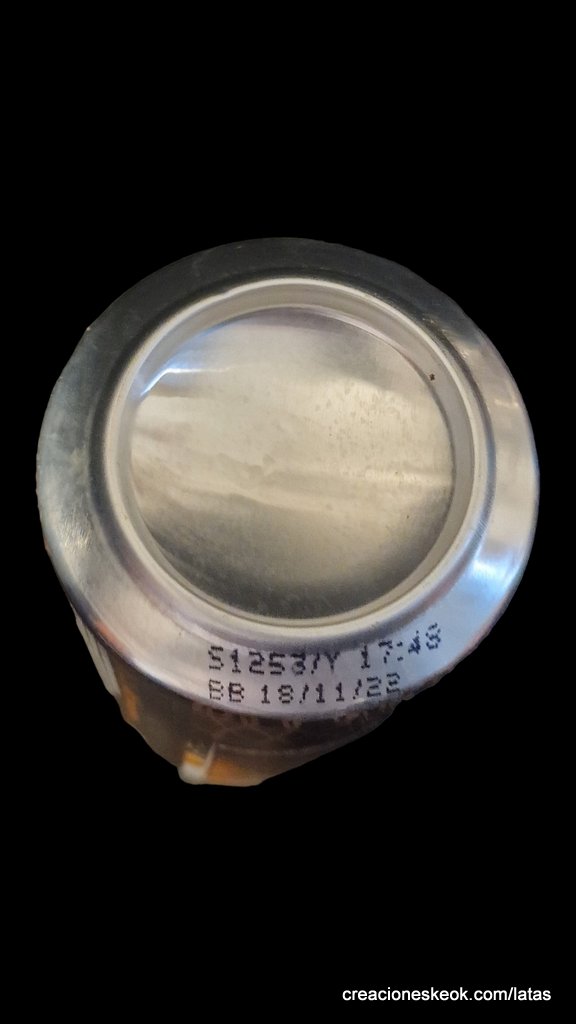 S1253/Y 17:48
BB 18/11/22
creacioneskeok.com/latas